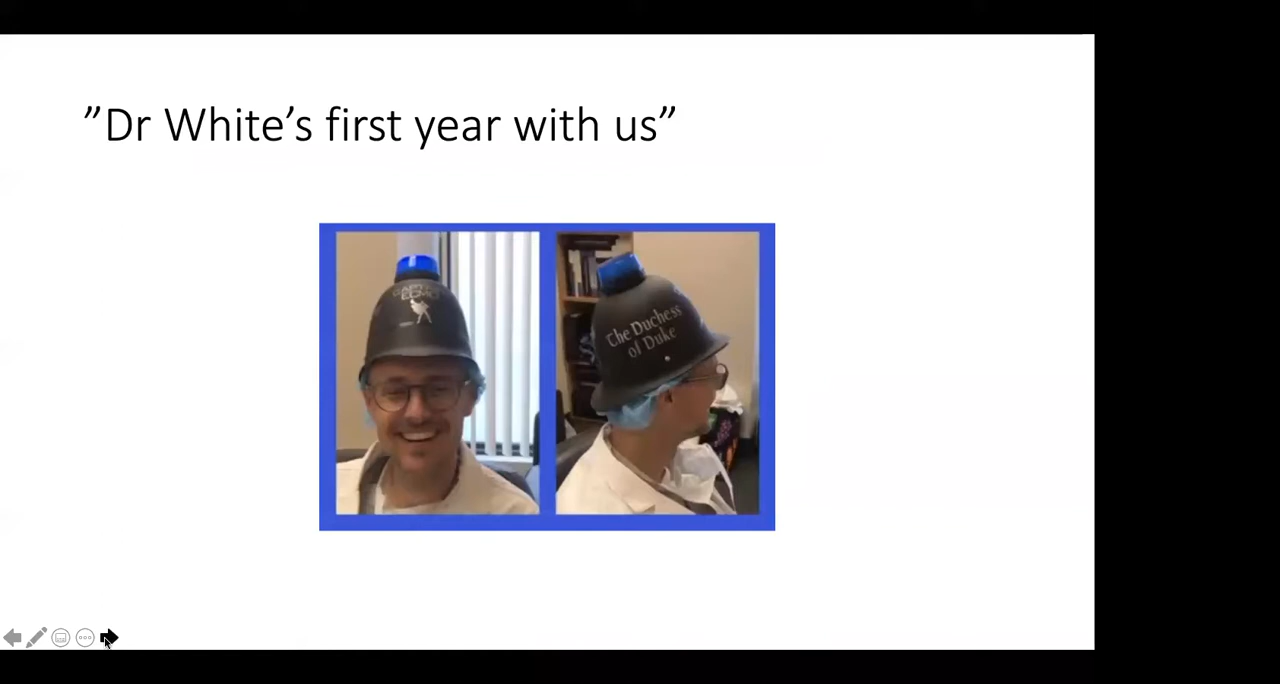 ”Dr White’s first year with us”
The Duchess
of Duke